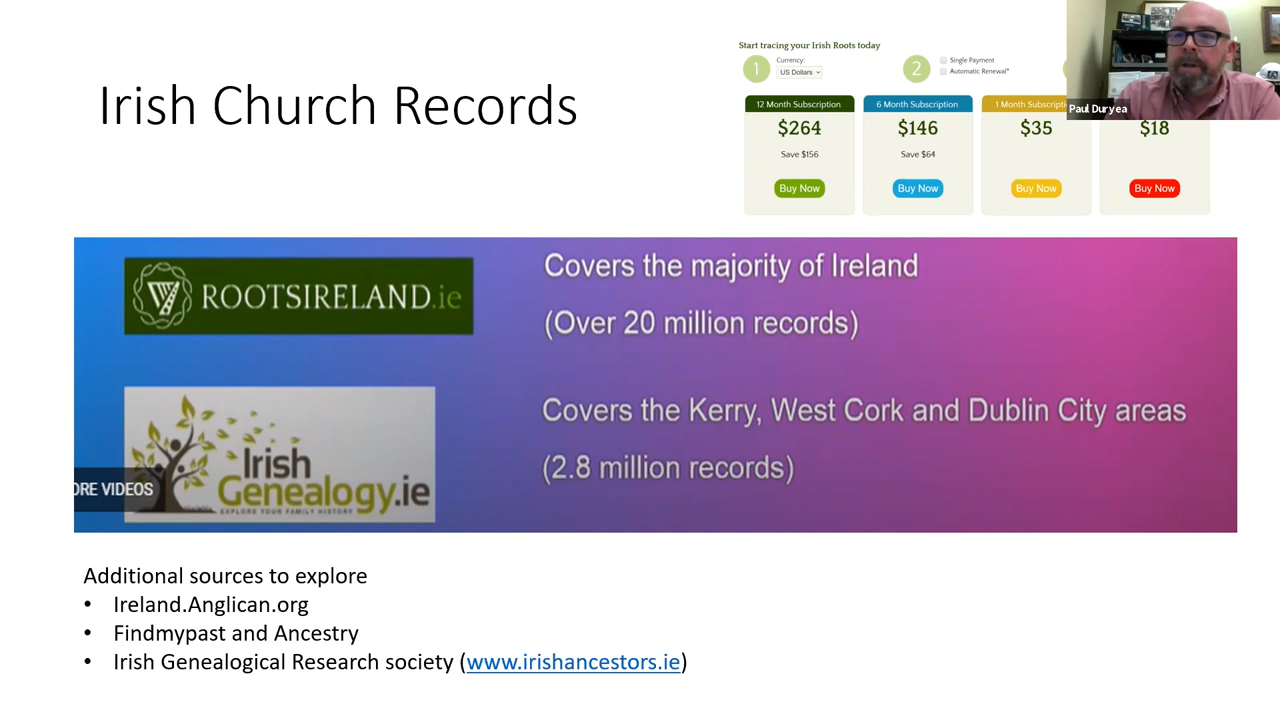 Irish Church Records
Start tracing your Irish Roots today
1
Currency:
US Dollars
2
Single Payment
Automatic Renewal*
12 Month Subscription
$264
Save $156
Buy Now
6 Month Subscription
$146
Save $64
Buy Now
1 Month
$35
Buy Now
$18
Buy Now
Paul Duryea
ROOTSIRELAND.ie
Covers the majority of Ireland
(Over 20 million records)
Irish
Genealogy.ie
EXPLORE YOUR FAMILY HISTORY
Covers the Kerry, West Cork and Dublin City areas
(2.8 million records)
ORE VIDEOS
Additional sources to explore
• Ireland.Anglican.org
• Findmypast and Ancestry
• Irish Genealogical Research society (www.irishancestors.ie)